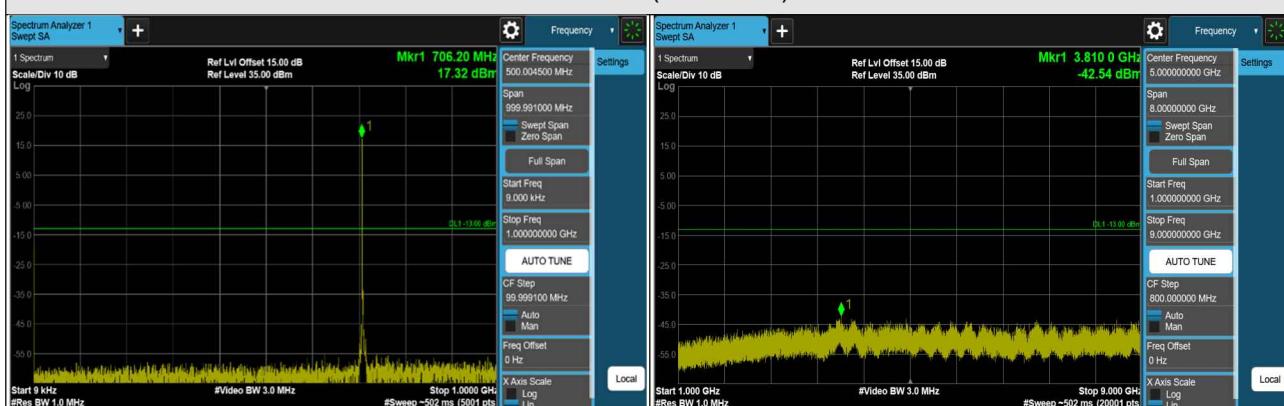 Spectrum Analyzer 1
Swept SA
+
Frequency
1 Spectrum
Scale/Div 10 dB
Log
Ref Lvl Offset 15.00 dB
Ref Level 35.00 dBm
Mkr1 706.20 MHz
17.32 dBm
25.0
15.0
5.00
-5.00
-15.0
-25.0
-35.0
-45.0
-55.0
1
DL1 -13.00 dBm
Start 9 kHz
#Res BW 1.0 MHz
#Video BW 3.0 MHz
Stop 1.0000 GHz
#Sweep ~502 ms (5001 pts
Center Frequency
500.004500 MHz
Settings
Span
999.991000 MHz
Swept Span
Zero Span
Full Span
Start Freq
9.000 kHz
Stop Freq
1.000000000 GHz
AUTO TUNE
CF Step
99.999100 MHz
Auto
Man
Freq Offset
0 Hz
X Axis Scale
Log
Lin
Local
Spectrum Analyzer 1
Swept SA
+
Frequency
1 Spectrum
Scale/Div 10 dB
Log
Ref Lvl Offset 15.00 dB
Ref Level 35.00 dBm
Mkr1 3.810 0 GHz
-42.54 dBm
25.0
15.0
5.00
-5.00
-15.0
-25.0
-35.0
-45.0
-55.0
1
DL1 -13.00 dBm
Start 1.000 GHz
#Res BW 1.0 MHz
#Video BW 3.0 MHz
Stop 9.000 GHz
#Sweep ~502 ms (20001 pts
Center Frequency
5.00000000 GHz
Settings
Span
8.00000000 GHz
Swept Span
Zero Span
Full Span
Start Freq
1.00000000 GHz
Stop Freq
9.000000000 GHz
AUTO TUNE
CF Step
800.000000 MHz
Auto
Man
Freq Offset
0 Hz
X Axis Scale
Log
Lin
Local